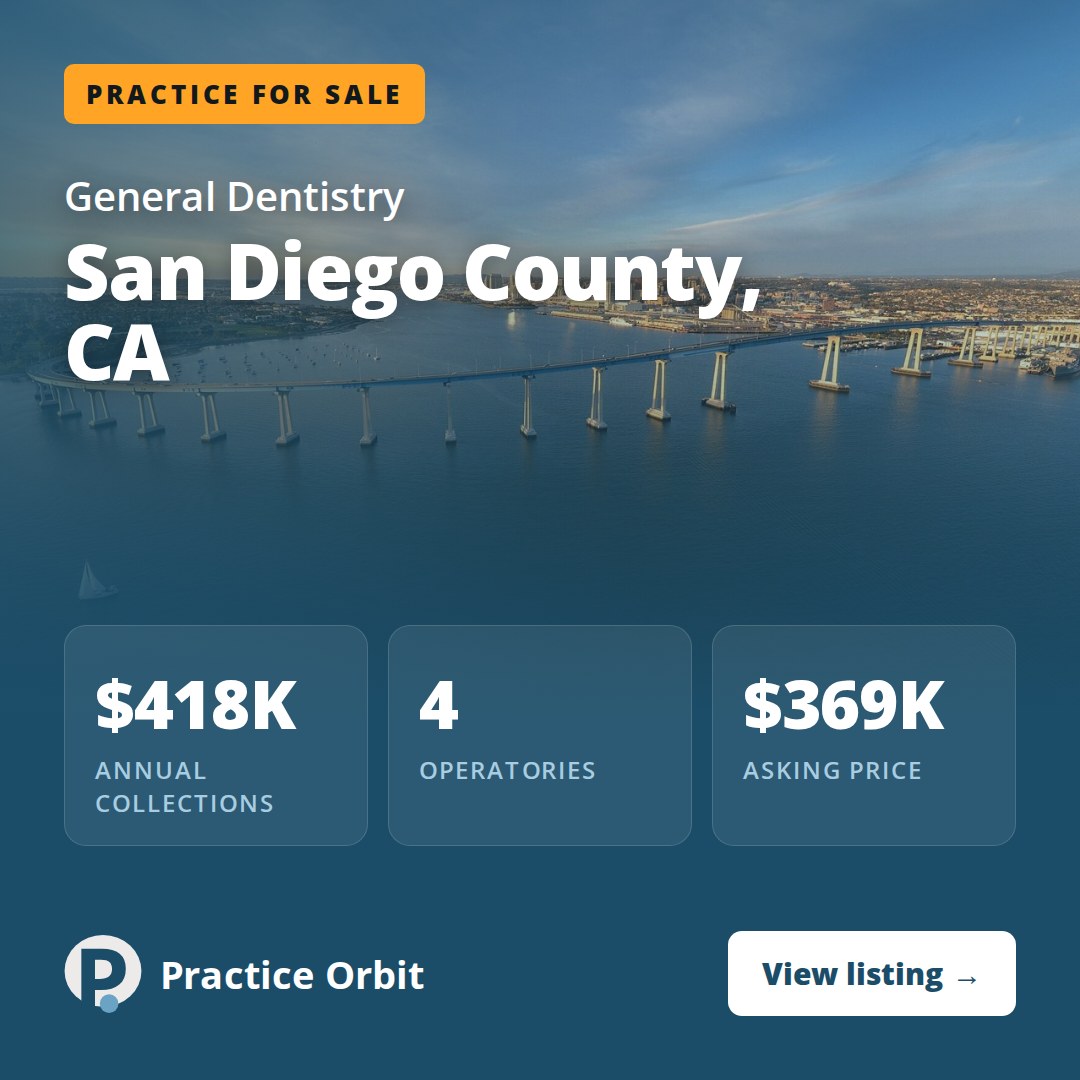 PRACTICE FOR SALE
General Dentistry
San Diego County,
CA
$418K
ANNUAL
COLLECTIONS
4
OPERATORIES
$369K
ASKING PRICE
P
Practice Orbit
View listing →